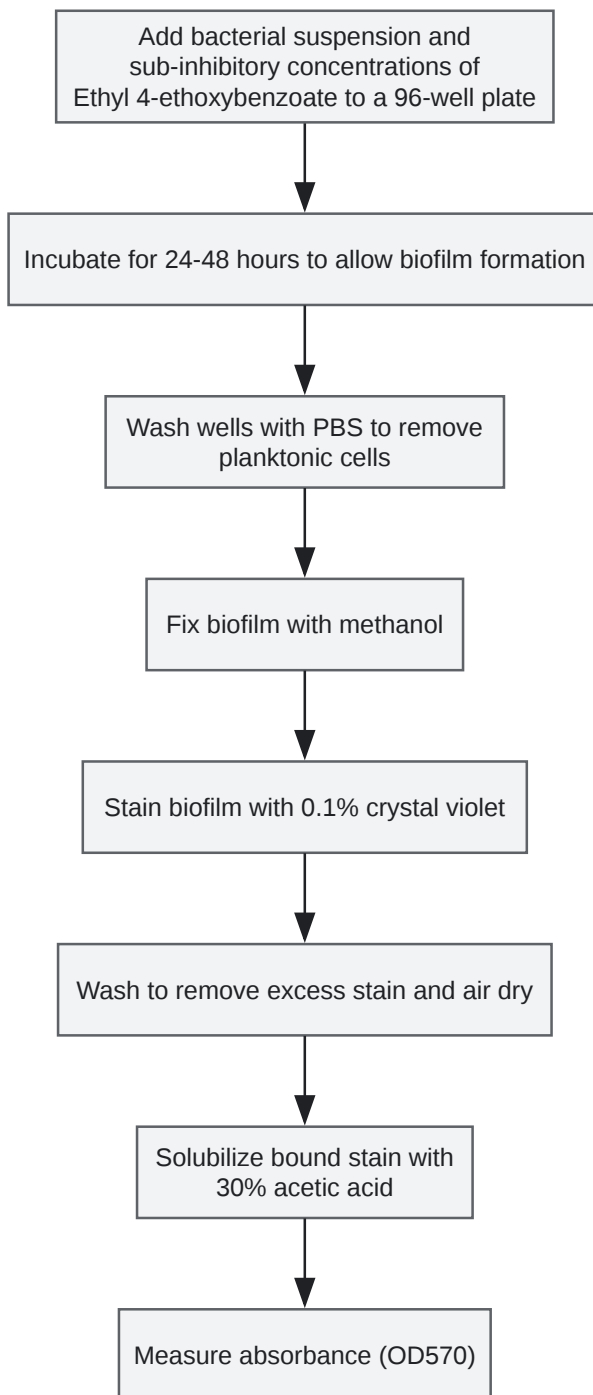 Add bacterial suspension and
sub-inhibitory concentrations of
Ethyl 4-ethoxybenzoate to a 96-well plate
Incubate for 24-48 hours to allow biofilm formation
Wash wells with PBS to remove
planktonic cells
Fix biofilm with methanol
Stain biofilm with 0.1% crystal violet
Wash to remove excess stain and air dry
Solubilize bound stain with
30% acetic acid
Measure absorbance (OD570)